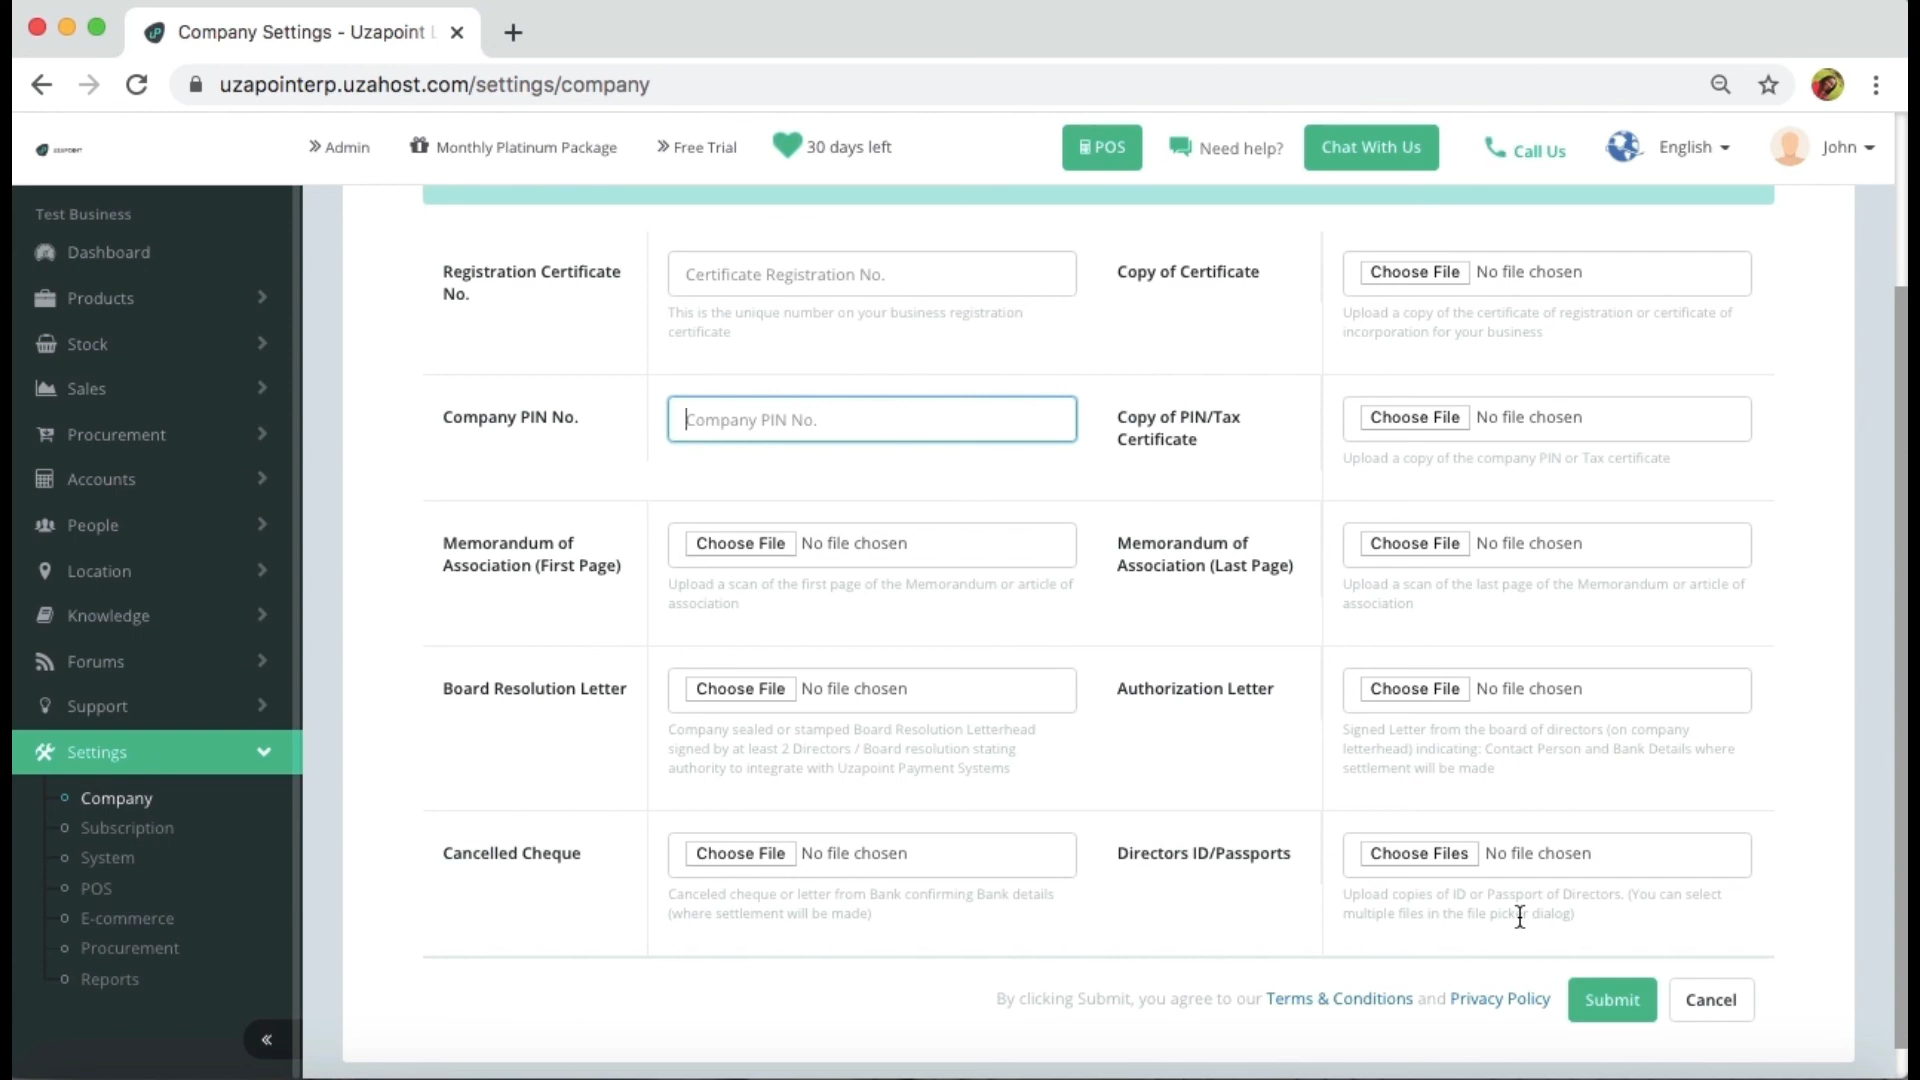 Company Settings - Uzapoint L
uzapointerp.uzahost.com/settings/company
UZAPOINT
Admin
Monthly Platinum Package
Free Trial
30 days left
POS
Need help?
Chat With Us
Call Us
English
John
Test Business
Dashboard
Products
Stock
Sales
Procurement
Accounts
People
Location
Knowledge
Forums
Support
Settings
Company
Subscription
System
POS
E-commerce
Procurement
Reports
Registration Certificate
No.
Certificate Registration No.
This is the unique number on your business registration
certificate
Copy of Certificate
Choose File No file chosen
Upload a copy of the certificate of registration or certificate of
incorporation for your business
Company PIN No.
Company PIN No.
Copy of PIN/Tax
Certificate
Choose File No file chosen
Upload a copy of the company PIN or Tax certificate
Memorandum of
Association (First Page)
Choose File No file chosen
Upload a scan of the first page of the Memorandum or article of
association
Memorandum of
Association (Last Page)
Choose File No file chosen
Upload a scan of the last page of the Memorandum or article of
association
Board Resolution Letter
Choose File No file chosen
Company sealed or stamped Board Resolution Letterhead
signed by at least 2 Directors / Board resolution stating
authority to integrate with Uzapoint Payment Systems
Authorization Letter
Choose File No file chosen
Signed Letter from the board of directors (on company
letterhead) indicating: Contact Person and Bank Details where
settlement will be made
Cancelled Cheque
Choose File No file chosen
Canceled cheque or letter from Bank confirming Bank details
(where settlement will be made)
Directors ID/Passports
Choose Files No file chosen
Upload copies of ID or Passport of Directors. (You can select
multiple files in the file picker dialog)
By clicking Submit, you agree to our Terms & Conditions and Privacy Policy
Submit
Cancel